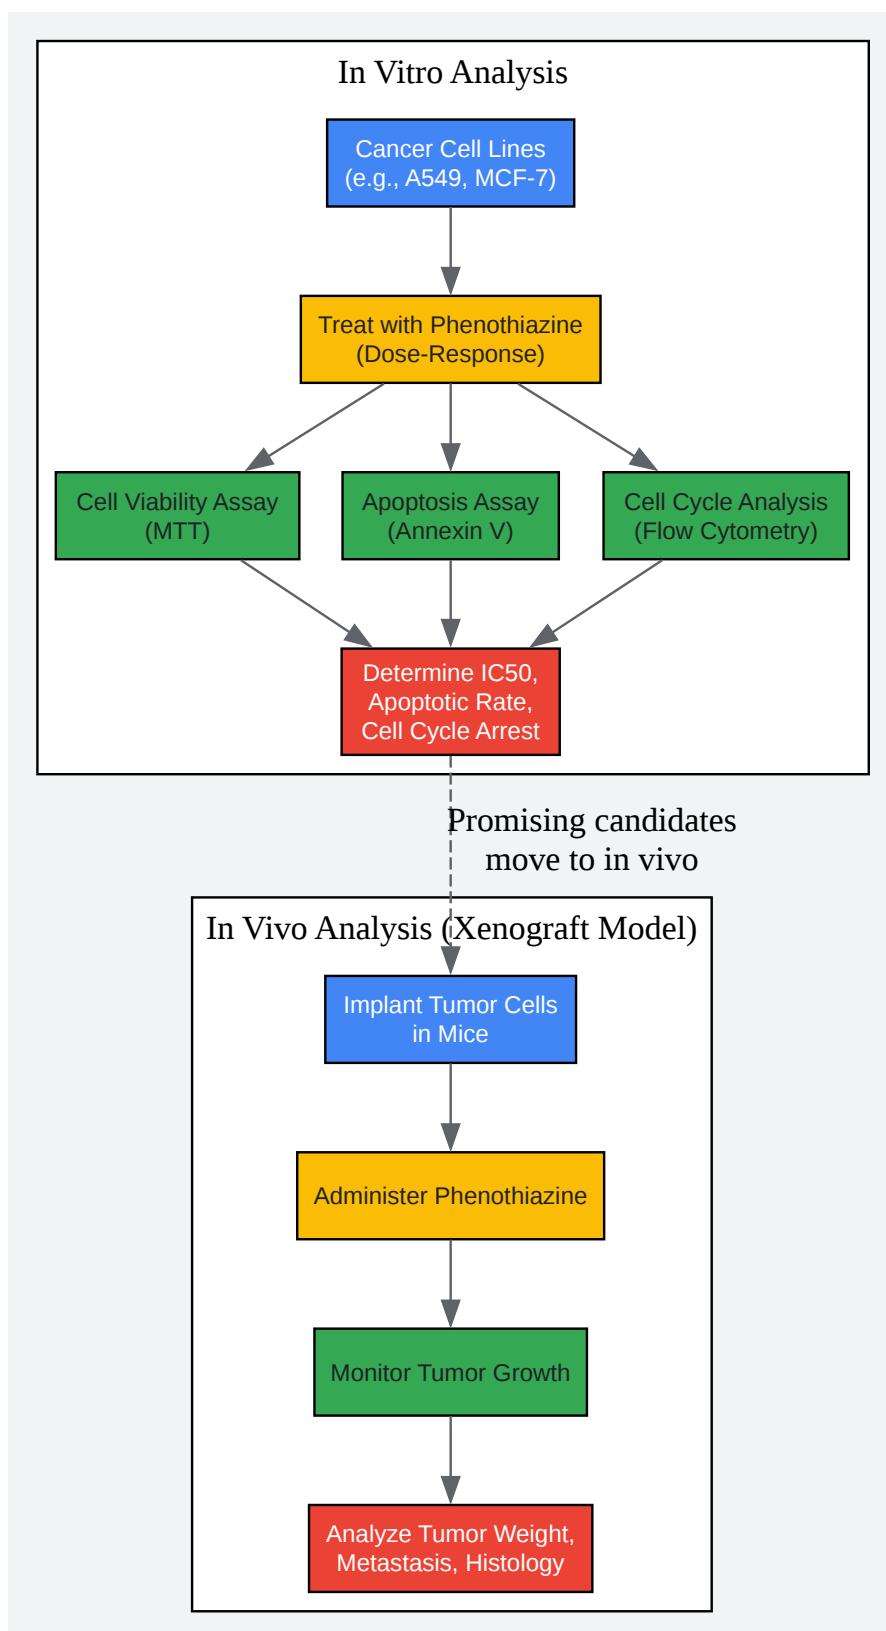 In Vitro Analysis
Cancer Cell Lines
(e.g., A549, MCF-7)
Treat with Phenothiazine
(Dose-Response)
Cell Viability Assay
(MTT)
Apoptosis Assay
(Annexin V)
Cell Cycle Analysis
(Flow Cytometry)
Determine IC50,
Apoptotic Rate,
Cell Cycle Arrest
Promising candidates
move to in vivo
In Vivo Analysis (Xenograft Model)
Implant Tumor Cells
in Mice
Administer Phenothiazine
Monitor Tumor Growth
Analyze Tumor Weight,
Metastasis, Histology